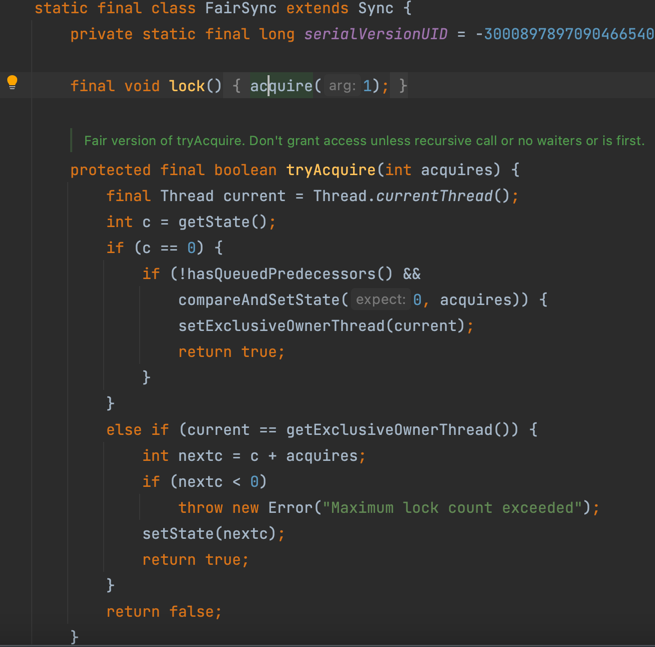 static final class FairSync extends Sync {
private static final long serialVersionUID = -3000897897090466540
final void lock() { acquire( arg: 1); }
Fair version of tryAcquire. Don't grant access unless recursive call or no waiters or is first.
protected final boolean tryAcquire(int acquires) {
final Thread current = Thread.currentThread();
int c = getState();
if (c == 0) {
if (!hasQueuedPredecessors() &&
compareAndSetState( expect: 0, acquires)) {
setExclusiveOwnerThread(current);
return true;
}
}
else if (current == getExclusiveOwnerThread()) {
int nextc = c + acquires;
if (nextc < 0)
throw new Error("Maximum lock count exceeded");
setState(nextc);
return true;
}
return false;
}